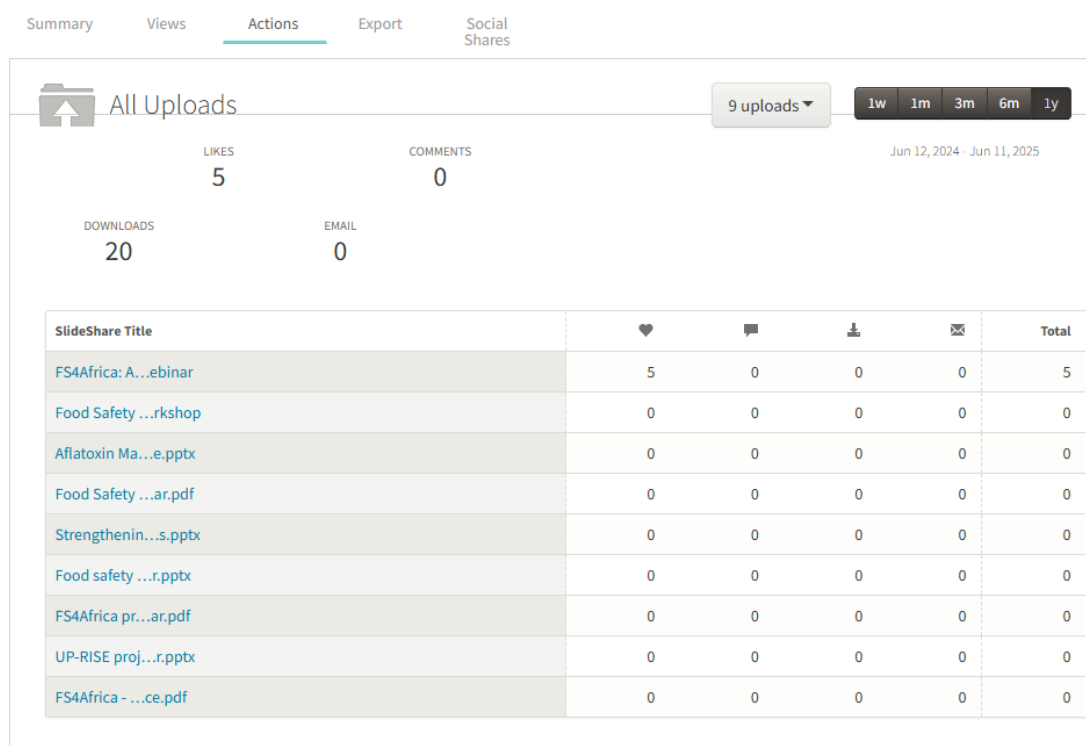 Summary Views Actions Export Social
Shares
All Uploads 9 uploads 1w 1m 3m 6m 1y
Jun 12, 2024 - Jun 11, 2025
LIKES COMMENTS
5 0
DOWNLOADS EMAIL
20 0
SlideShare Title Total
FS4Africa: A...ebinar 5 0 0 0 5
Food Safety ...rkshop 0 0 0 0 0
Aflatoxin Ma...e.pptx 0 0 0 0 0
Food Safety ...ar.pdf 0 0 0 0 0
Strengthenin...s.pptx 0 0 0 0 0
Food safety ...r.pptx 0 0 0 0 0
FS4Africa pr...ar.pdf 0 0 0 0 0
UP-RISE proj...r.pptx 0 0 0 0 0
FS4Africa - ...ce.pdf 0 0 0 0 0